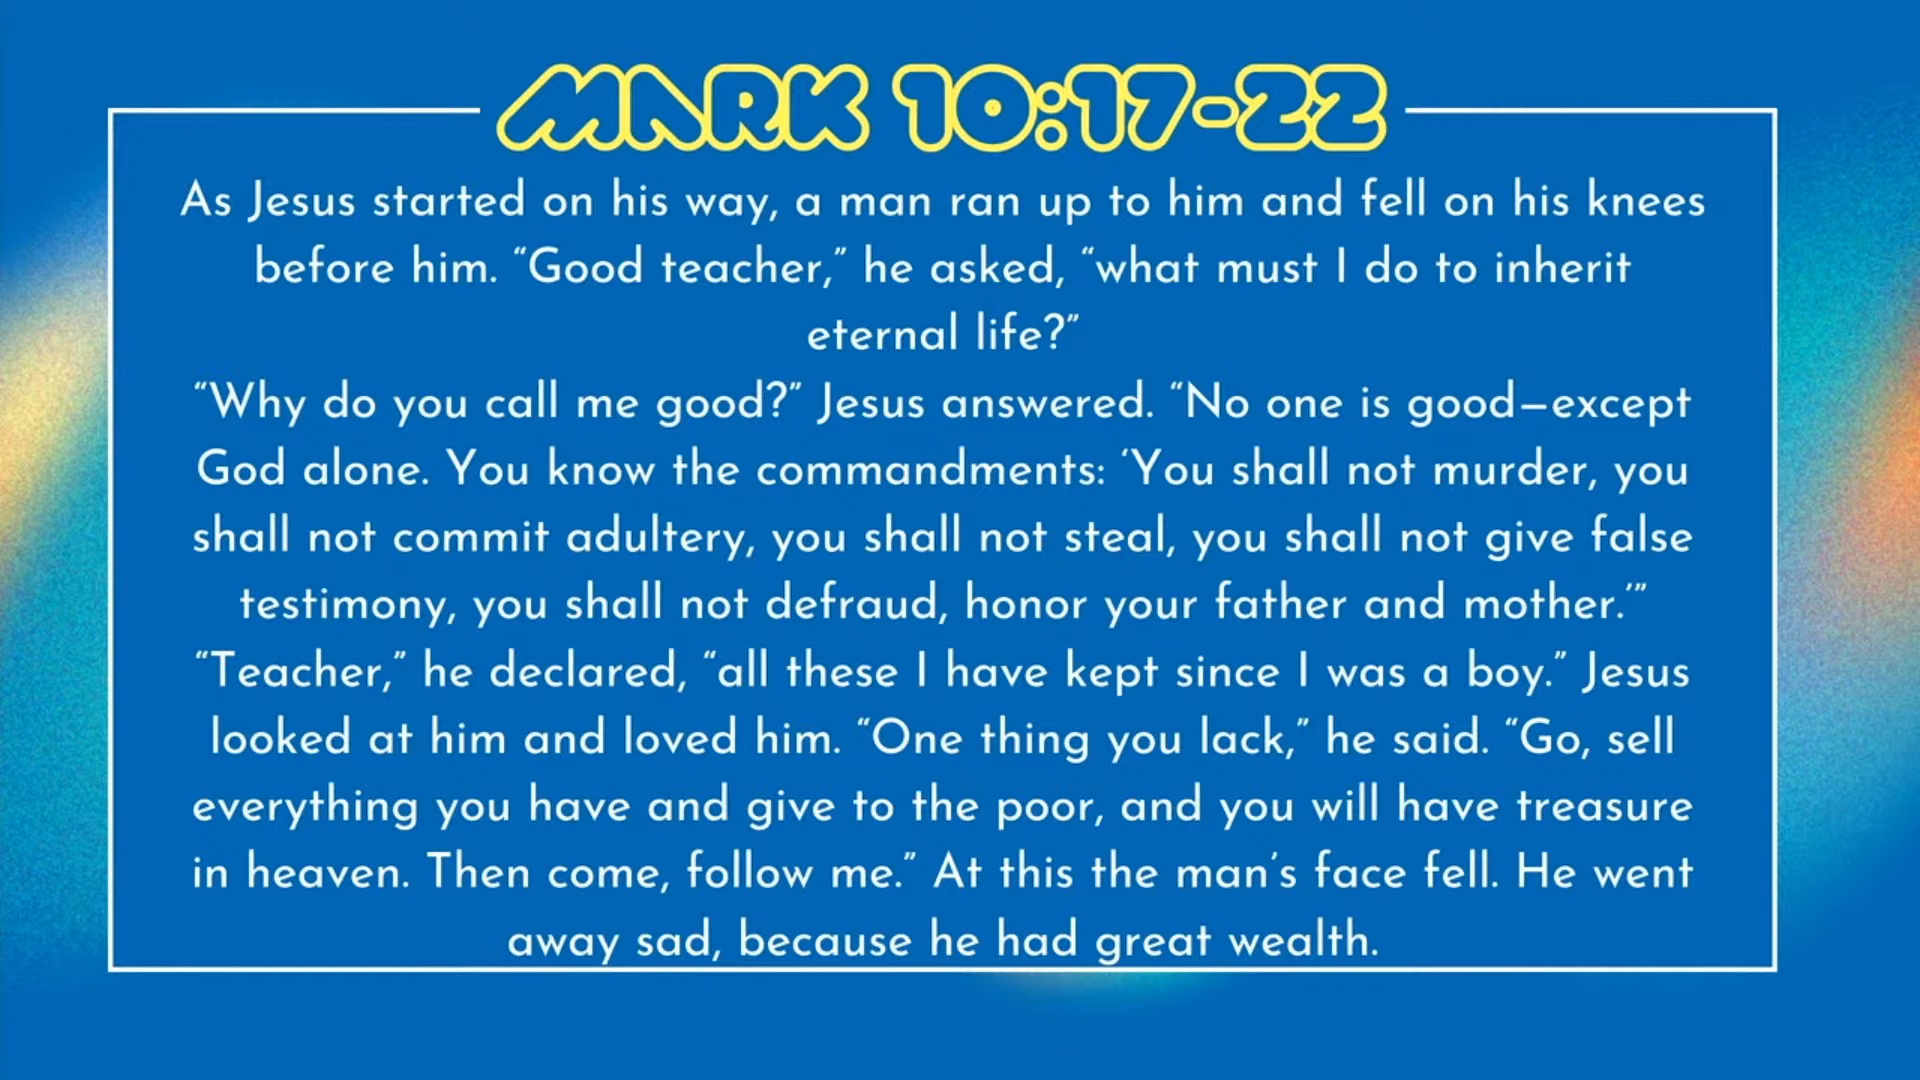 MARK 10:17-22
As Jesus started on his way, a man ran up to him and fell on his knees
before him. “Good teacher,” he asked, “what must I do to inherit
eternal life?”
“Why do you call me good?” Jesus answered. “No one is good—except
God alone. You know the commandments: ‘You shall not murder, you
shall not commit adultery, you shall not steal, you shall not give false
testimony, you shall not defraud, honor your father and mother.’”
“Teacher,” he declared, “all these I have kept since I was a boy.” Jesus
looked at him and loved him. “One thing you lack,” he said. “Go, sell
everything you have and give to the poor, and you will have treasure
in heaven. Then come, follow me.” At this the man’s face fell. He went
away sad, because he had great wealth.